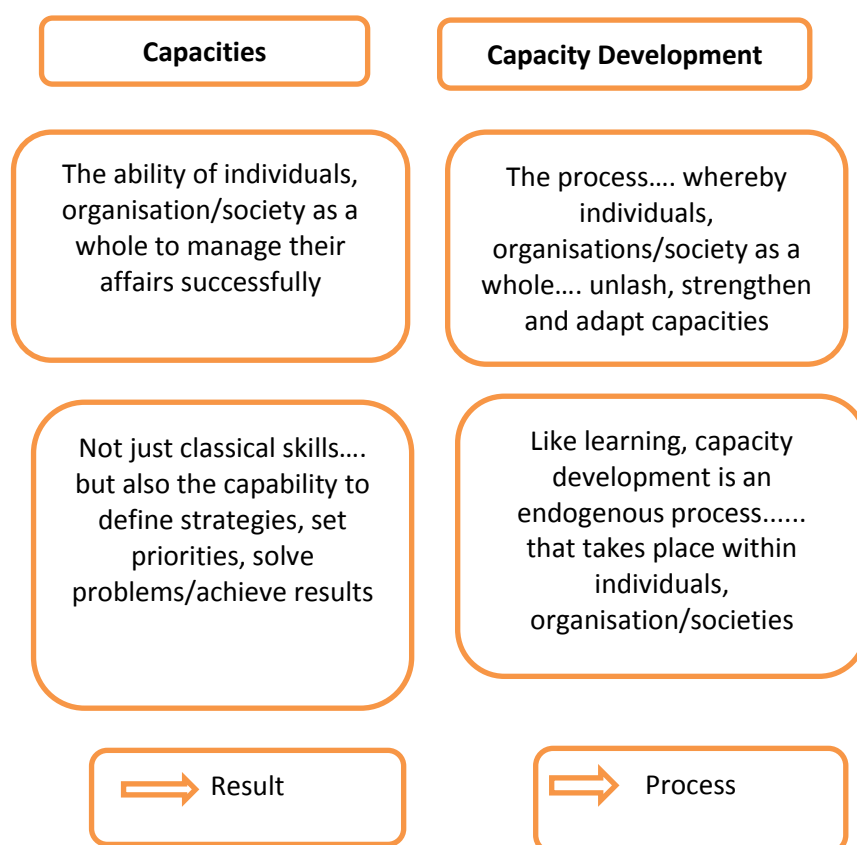 Capacities
The ability of individuals,
organisation/society as a
whole to manage their
affairs successfully
Not just classical skills....
but also the capability to
define strategies, set
priorities, solve
problems/achieve results
Result
Capacity Development
The process.... whereby
individuals,
organisations/society as a
whole.... unlash, strengthen
and adapt capacities
Like learning, capacity
development is an
endogenous process......
that takes place within
individuals,
organisation/societies
Process